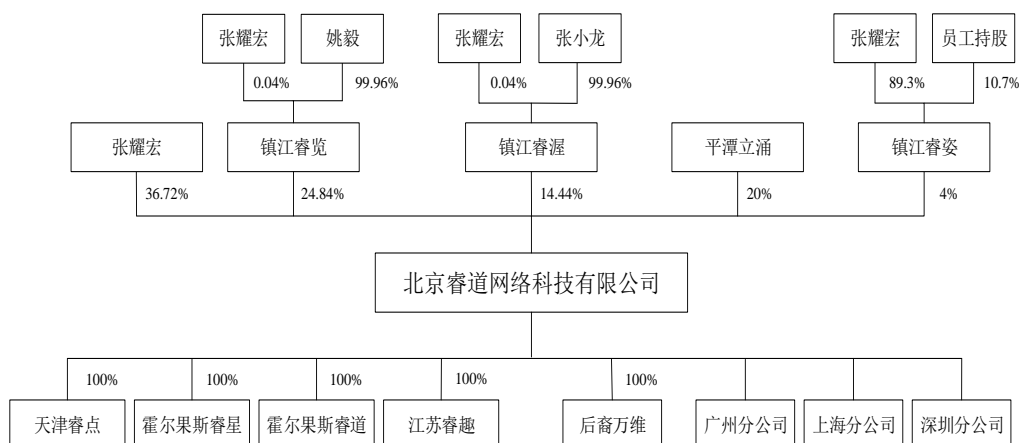 张耀宏
姚毅
张耀宏
张小龙
张耀宏
员工持股
0.04%
99.96%
0.04%
99.96%
89.3%
10.7%
张耀宏
镇江睿览
镇江睿渥
平潭立涌
镇江睿姿
36.72%
24.84%
14.44%
20%
4%
北京睿道网络科技有限公司
100%
100%
100%
100%
100%
天津睿点
霍尔果斯睿星
霍尔果斯睿道
江苏睿趣
后裔万维
广州分公司
上海分公司
深圳分公司